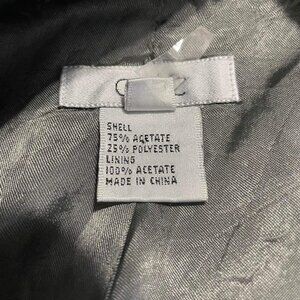 SHELL
75% ACETATE
25% POLYESTER
LINING
100% ACETATE
MADE IN CHINA